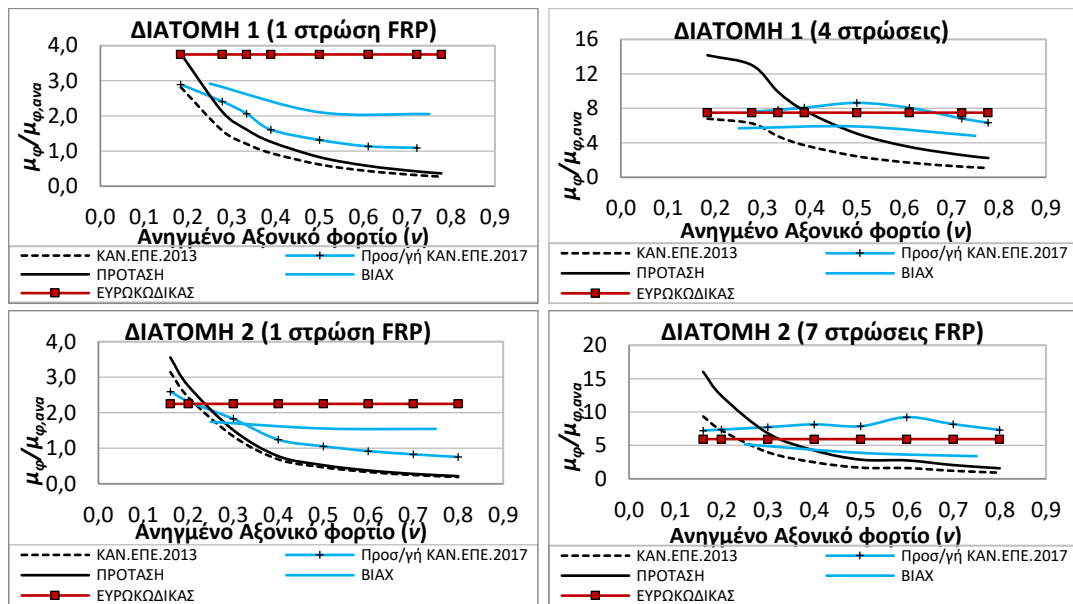 ΔΙΑΤΟΜΗ 1 (1 στρώση FRP)
4,0
3,0
2,0
1,0
0,0
μφ/μφ,ava
0,0 0,1 0,2 0,3 0,4 0,5 0,6 0,7 0,8 0,9
Ανηγμένο Αξονικό φορτίο (ν)
ΚΑΝ.ΕΠΕ.2013
Προσ/γή ΚΑΝ.ΕΠΕ.2017
ΠΡΟΤΑΣΗ
BIAX
ΕΥΡΩΚΩΔΙΚΑΣ
ΔΙΑΤΟΜΗ 1 (4 στρώσεις)
16
12
8
4
0
μφ/μφ,ava
0,0 0,1 0,2 0,3 0,4 0,5 0,6 0,7 0,8 0,9
Ανηγμένο Αξονικό φορτίο (ν)
ΚΑΝ.ΕΠΕ.2013
Προσ/γή ΚΑΝ.ΕΠΕ.2017
ΠΡΟΤΑΣΗ
BIAX
ΕΥΡΩΚΩΔΙΚΑΣ
ΔΙΑΤΟΜΗ 2 (1 στρώση FRP)
4,0
3,0
2,0
1,0
0,0
μφ/μφ,ava
0,0 0,1 0,2 0,3 0,4 0,5 0,6 0,7 0,8 0,9
Ανηγμένο Αξονικό φορτίο (ν)
ΚΑΝ.ΕΠΕ.2013
Προσ/γή ΚΑΝ.ΕΠΕ.2017
ΠΡΟΤΑΣΗ
BIAX
ΕΥΡΩΚΩΔΙΚΑΣ
ΔΙΑΤΟΜΗ 2 (7 στρώσεις FRP)
20
15
10
5
0
μφ/μφ,ava
0,0 0,1 0,2 0,3 0,4 0,5 0,6 0,7 0,8 0,9
Ανηγμένο Αξονικό φορτίο (ν)
ΚΑΝ.ΕΠΕ.2013
Προσ/γή ΚΑΝ.ΕΠΕ.2017
ΠΡΟΤΑΣΗ
BIAX
ΕΥΡΩΚΩΔΙΚΑΣ